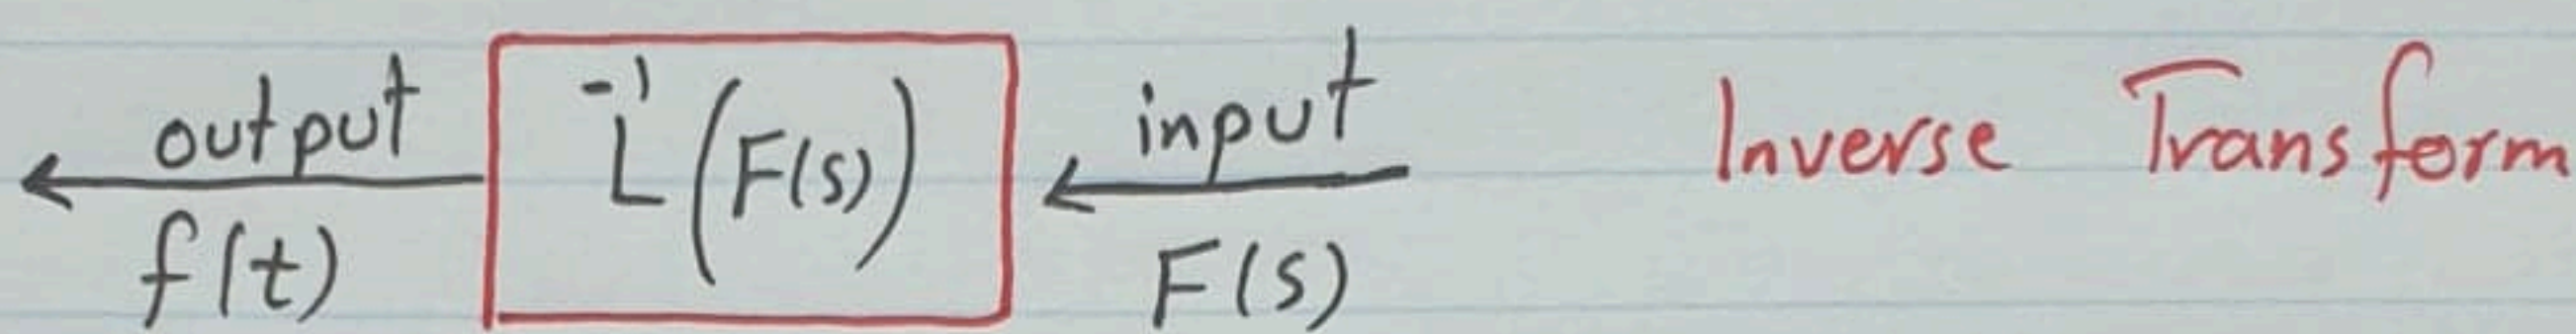 output -1 L (F(s)) input Inverse Transform
f(t) F(s)